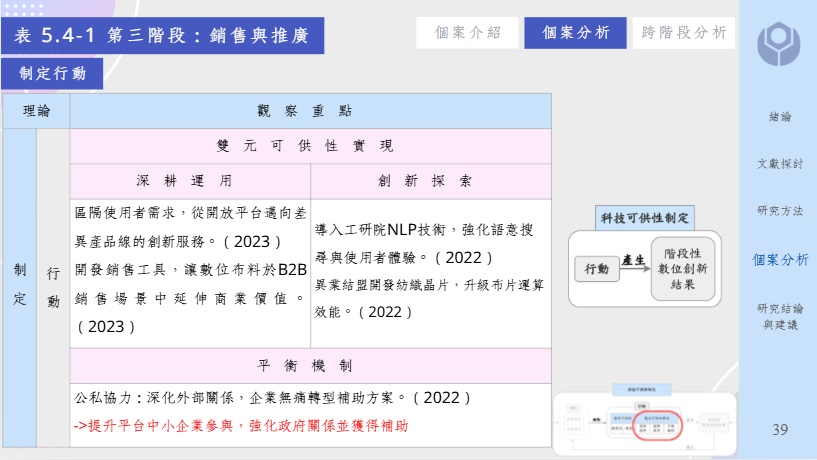 表 5.4-1 第三階段：銷售與推廣
個案介紹
個案分析
跨階段分析
制定行動
理論
觀察重點
雙元可供性實現
深耕運用
創新探索
制定
行動
區隔使用者需求，從開放平台邁向差
異產品線的創新服務。（2023）
開發銷售工具，讓數位布料於B2B
銷售場景中延伸商業價值。
（2023）
導入工研院NLP技術，強化語意搜
尋與使用者體驗。（2022）
異業結盟開發紡織晶片，升級布片運算
效能。（2022）
平衡機制
公私協力：深化外部關係，企業無痛轉型補助方案。（2022）
->提升平台中小企業參與，強化政府關係並獲得補助
科技可供性制定
行動
產生
階段性
數位創新
結果
緒論
文獻探討
研究方法
個案分析
研究結論
與建議
39